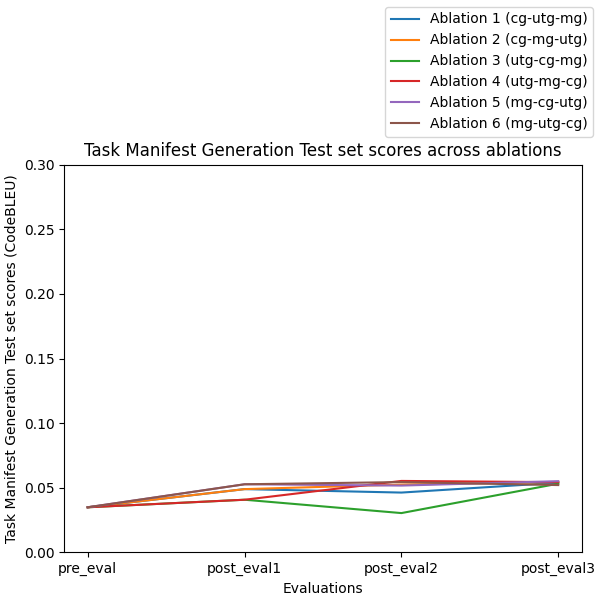 Ablation 1 (cg-utg-mg)
Ablation 2 (cg-mg-utg)
Ablation 3 (utg-cg-mg)
Ablation 4 (utg-mg-cg)
Ablation 5 (mg-cg-utg)
Ablation 6 (mg-utg-cg)
Task Manifest Generation Test set scores across ablations
Task Manifest Generation Test set scores (CodeBLEU)
0.30
0.25
0.20
0.15
0.10
0.05
0.00
pre_eval post_eval1 post_eval2 post_eval3
Evaluations